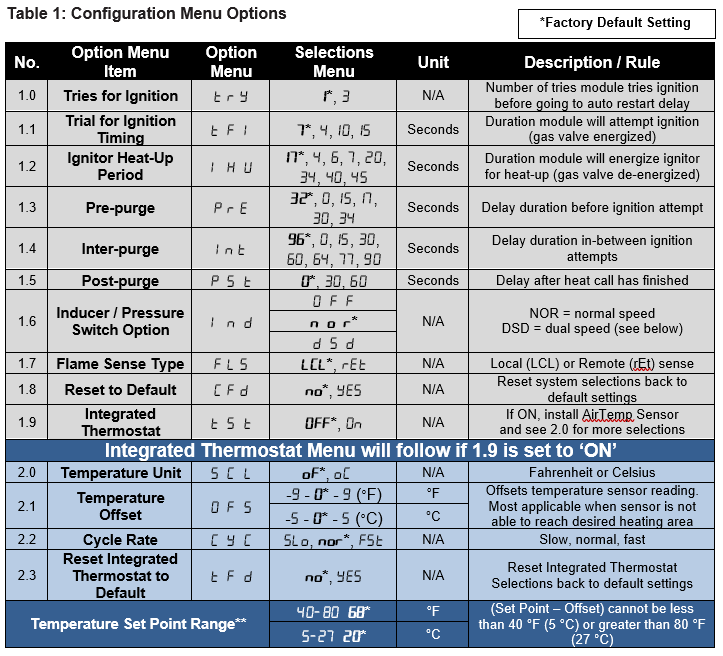 Table 1: Configuration Menu Options
*Factory Default Setting
No.
Option Menu
Item
Option
Menu
Selections
Menu
Unit
Description / Rule
1.0
Tries for Ignition
trY
1*, 3
N/A
Number of tries module tries ignition
before going to auto restart delay
1.1
Trial for Ignition
Timing
tFI
7*, 4, 10, 15
Seconds
Duration module will attempt ignition
(gas valve energized)
1.2
Ignitor Heat-Up
Period
IHU
17*, 4, 6, 7, 20,
34, 40, 45
Seconds
Duration module will energize ignitor
for heat-up (gas valve de-energized)
1.3
Pre-purge
PrE
32*, 0, 15, 17,
30, 34
Seconds
Delay duration before ignition attempt
1.4
Inter-purge
Int
96*, 0, 15, 30,
60, 64, 77, 90
Seconds
Delay duration in-between ignition
attempts
1.5
Post-purge
PSt
0*, 30, 60
Seconds
Delay after heat call has finished
1.6
Inducer / Pressure
Switch Option
Ind
OFF
nor*
dSd
N/A
NOR = normal speed
DSD = dual speed (see below)
1.7
Flame Sense Type
FLS
LCL*, rEt
N/A
Local (LCL) or Remote (rEt) sense
1.8
Reset to Default
CFd
no*, YES
N/A
Reset system selections back to
default settings
1.9
Integrated
Thermostat
tSt
OFF*, On
N/A
If ON, install AirTemp Sensor
and see 2.0 for more selections
Integrated Thermostat Menu will follow if 1.9 is set to ‘ON’
2.0
Temperature Unit
SCL
oF*, oC
N/A
Fahrenheit or Celsius
2.1
Temperature
Offset
OFS
-9 - 0* - 9 (°F)
-5 - 0* - 5 (°C)
°F
°C
Offsets temperature sensor reading.
Most applicable when sensor is not
able to reach desired heating area
2.2
Cycle Rate
CYC
SLo, nor*, FSt
N/A
Slow, normal, fast
2.3
Reset Integrated
Thermostat to
Default
tFd
no*, YES
N/A
Reset Integrated Thermostat
Selections back to default settings
Temperature Set Point Range**
40-80 68*
5-27 20*
°F
°C
(Set Point – Offset) cannot be less
than 40 °F (5 °C) or greater than 80 °F
(27 °C)